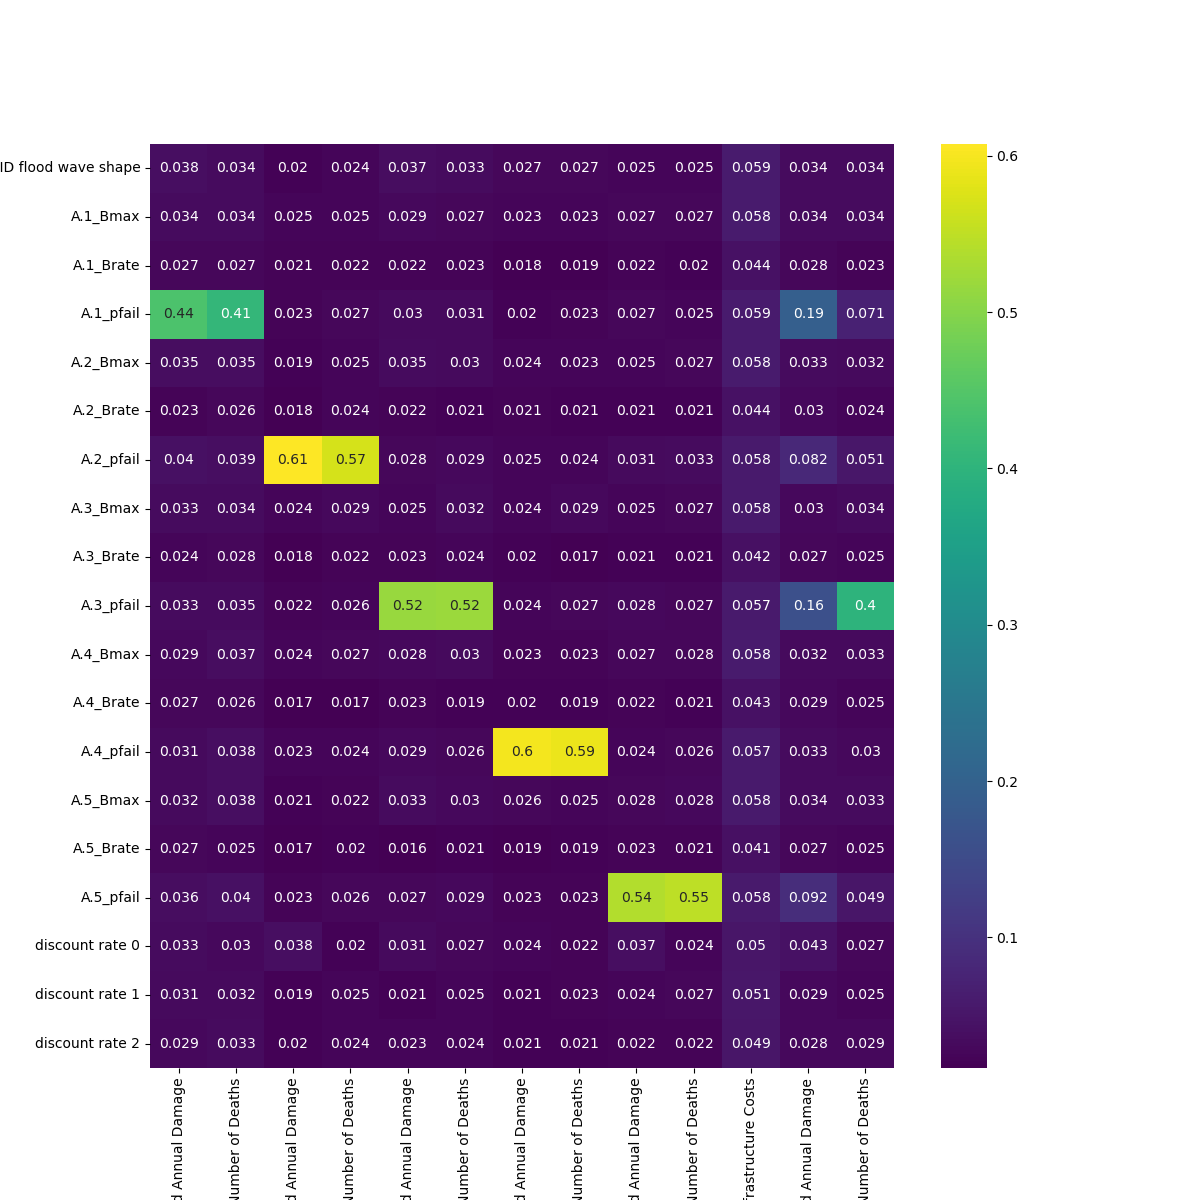 ID flood wave shape 0.038 0.034 0.02 0.024 0.037 0.033 0.027 0.027 0.025 0.025 0.059 0.034 0.034
A.1_Bmax 0.034 0.034 0.025 0.025 0.029 0.027 0.023 0.023 0.027 0.027 0.058 0.034 0.034
A.1_Brate 0.027 0.027 0.021 0.022 0.022 0.023 0.018 0.019 0.022 0.02 0.044 0.028 0.023
A.1_pfail 0.44 0.41 0.023 0.027 0.03 0.031 0.02 0.023 0.027 0.025 0.059 0.19 0.071
A.2_Bmax 0.035 0.035 0.019 0.025 0.035 0.03 0.024 0.023 0.025 0.027 0.058 0.033 0.032
A.2_Brate 0.023 0.026 0.018 0.024 0.022 0.021 0.021 0.021 0.021 0.021 0.044 0.03 0.024
A.2_pfail 0.04 0.039 0.61 0.57 0.028 0.029 0.025 0.024 0.031 0.033 0.058 0.082 0.051
A.3_Bmax 0.033 0.034 0.024 0.029 0.025 0.032 0.024 0.029 0.025 0.027 0.058 0.03 0.034
A.3_Brate 0.024 0.028 0.018 0.022 0.023 0.024 0.02 0.017 0.021 0.021 0.042 0.027 0.025
A.3_pfail 0.033 0.035 0.022 0.026 0.52 0.52 0.024 0.027 0.028 0.027 0.057 0.16 0.4
A.4_Bmax 0.029 0.037 0.024 0.027 0.028 0.03 0.023 0.023 0.027 0.028 0.058 0.032 0.033
A.4_Brate 0.027 0.026 0.017 0.017 0.023 0.019 0.02 0.019 0.022 0.021 0.043 0.029 0.025
A.4_pfail 0.031 0.038 0.023 0.024 0.029 0.026 0.6 0.59 0.024 0.026 0.057 0.033 0.03
A.5_Bmax 0.032 0.038 0.021 0.022 0.033 0.03 0.026 0.025 0.028 0.028 0.058 0.034 0.033
A.5_Brate 0.027 0.025 0.017 0.02 0.016 0.021 0.019 0.019 0.023 0.021 0.041 0.027 0.025
A.5_pfail 0.036 0.04 0.023 0.026 0.027 0.029 0.023 0.023 0.54 0.55 0.058 0.092 0.049
discount rate 0 0.033 0.03 0.038 0.02 0.031 0.027 0.024 0.022 0.037 0.024 0.05 0.043 0.027
discount rate 1 0.031 0.032 0.019 0.025 0.021 0.025 0.021 0.023 0.024 0.027 0.051 0.029 0.025
discount rate 2 0.029 0.033 0.02 0.024 0.023 0.024 0.021 0.021 0.022 0.022 0.049 0.028 0.029
d Annual Damage
Number of Deaths
d Annual Damage
Number of Deaths
d Annual Damage
Number of Deaths
d Annual Damage
Number of Deaths
d Annual Damage
Number of Deaths
frastructure Costs
d Annual Damage
Number of Deaths
0.6
0.5
0.4
0.3
0.2
0.1